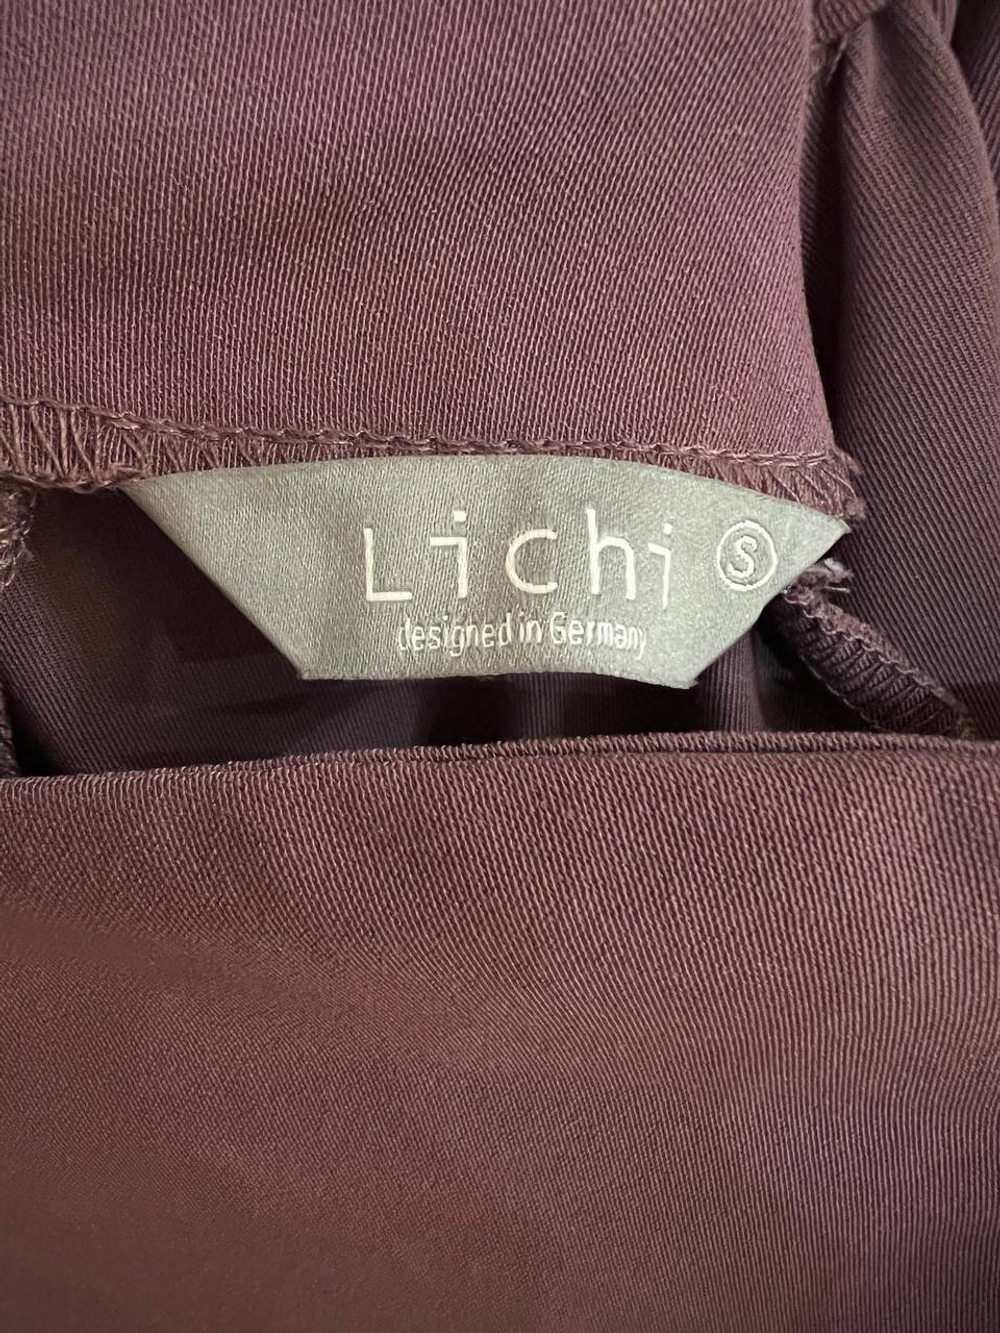 Lichi S
designed in Germany